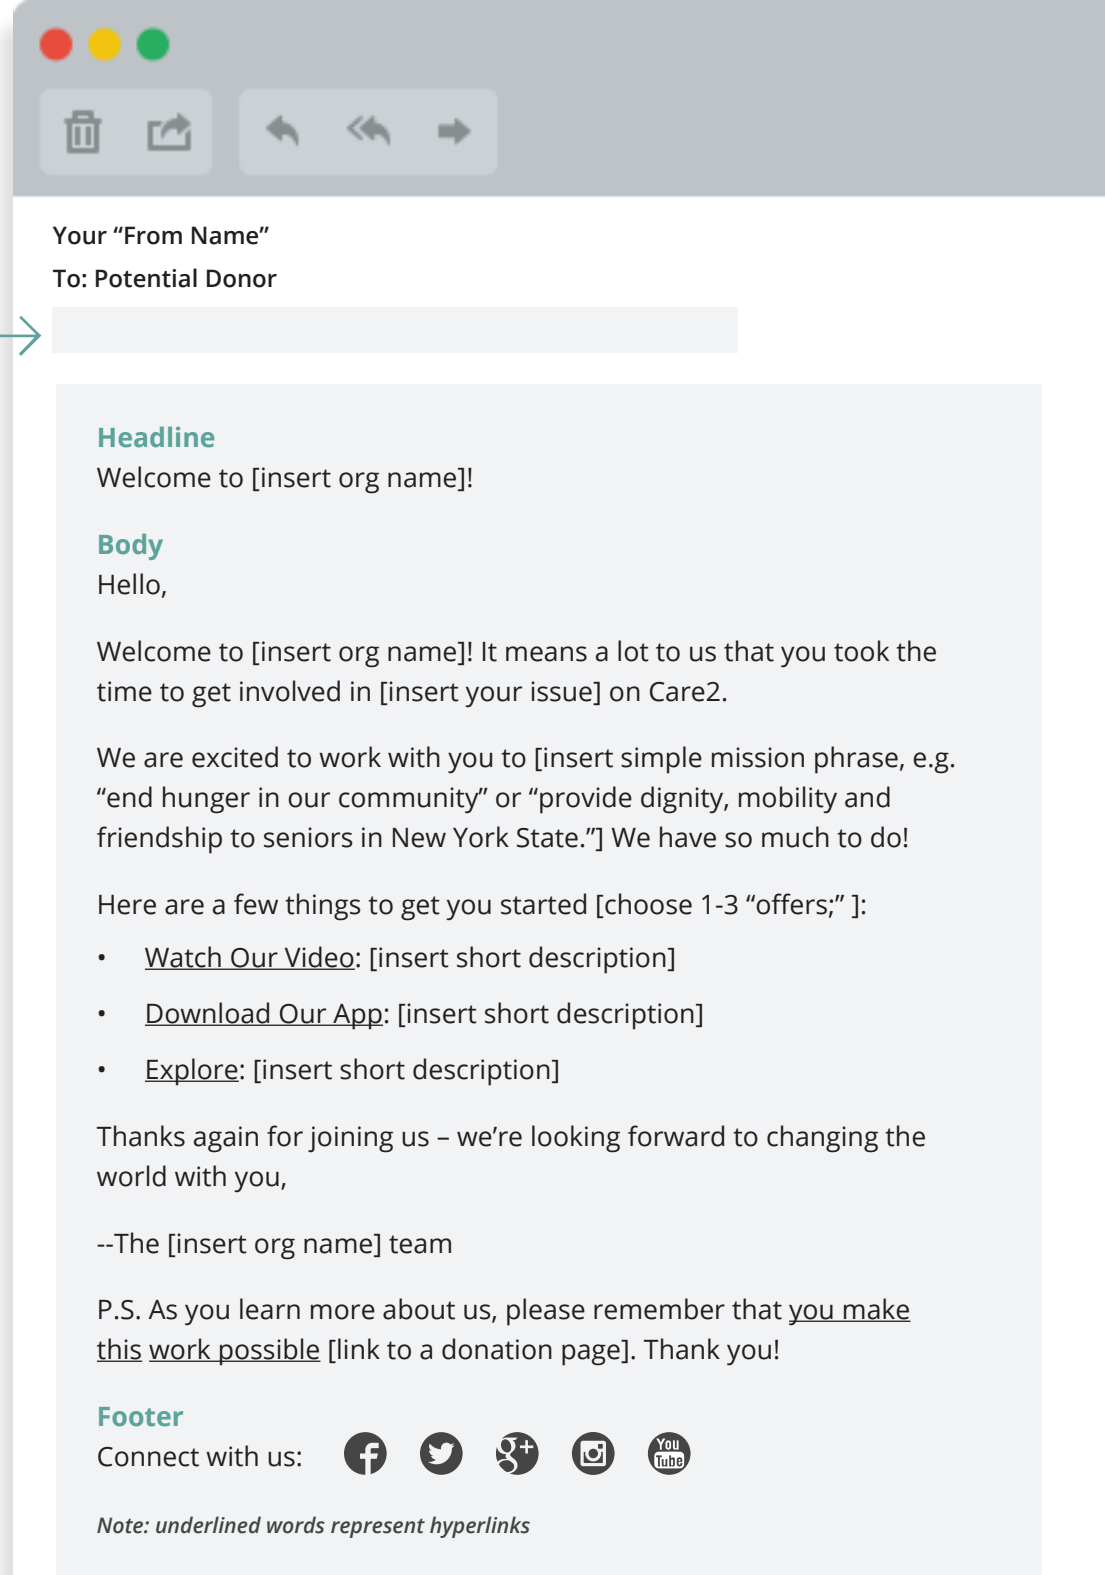 Your “From Name”
To: Potential Donor
Headline
Welcome to [insert org name]!
Body
Hello,
Welcome to [insert org name]! It means a lot to us that you took the
time to get involved in [insert your issue] on Care2.
We are excited to work with you to [insert simple mission phrase, e.g.
“end hunger in our community” or “provide dignity, mobility and
friendship to seniors in New York State.”] We have so much to do!
Here are a few things to get you started [choose 1-3 “offers;” ]:
• Watch Our Video: [insert short description]
• Download Our App: [insert short description]
• Explore: [insert short description]
Thanks again for joining us – we’re looking forward to changing the
world with you,
--The [insert org name] team
P.S. As you learn more about us, please remember that you make
this work possible [link to a donation page]. Thank you!
Footer
Connect with us: f g+ You
Tube
Note: underlined words represent hyperlinks